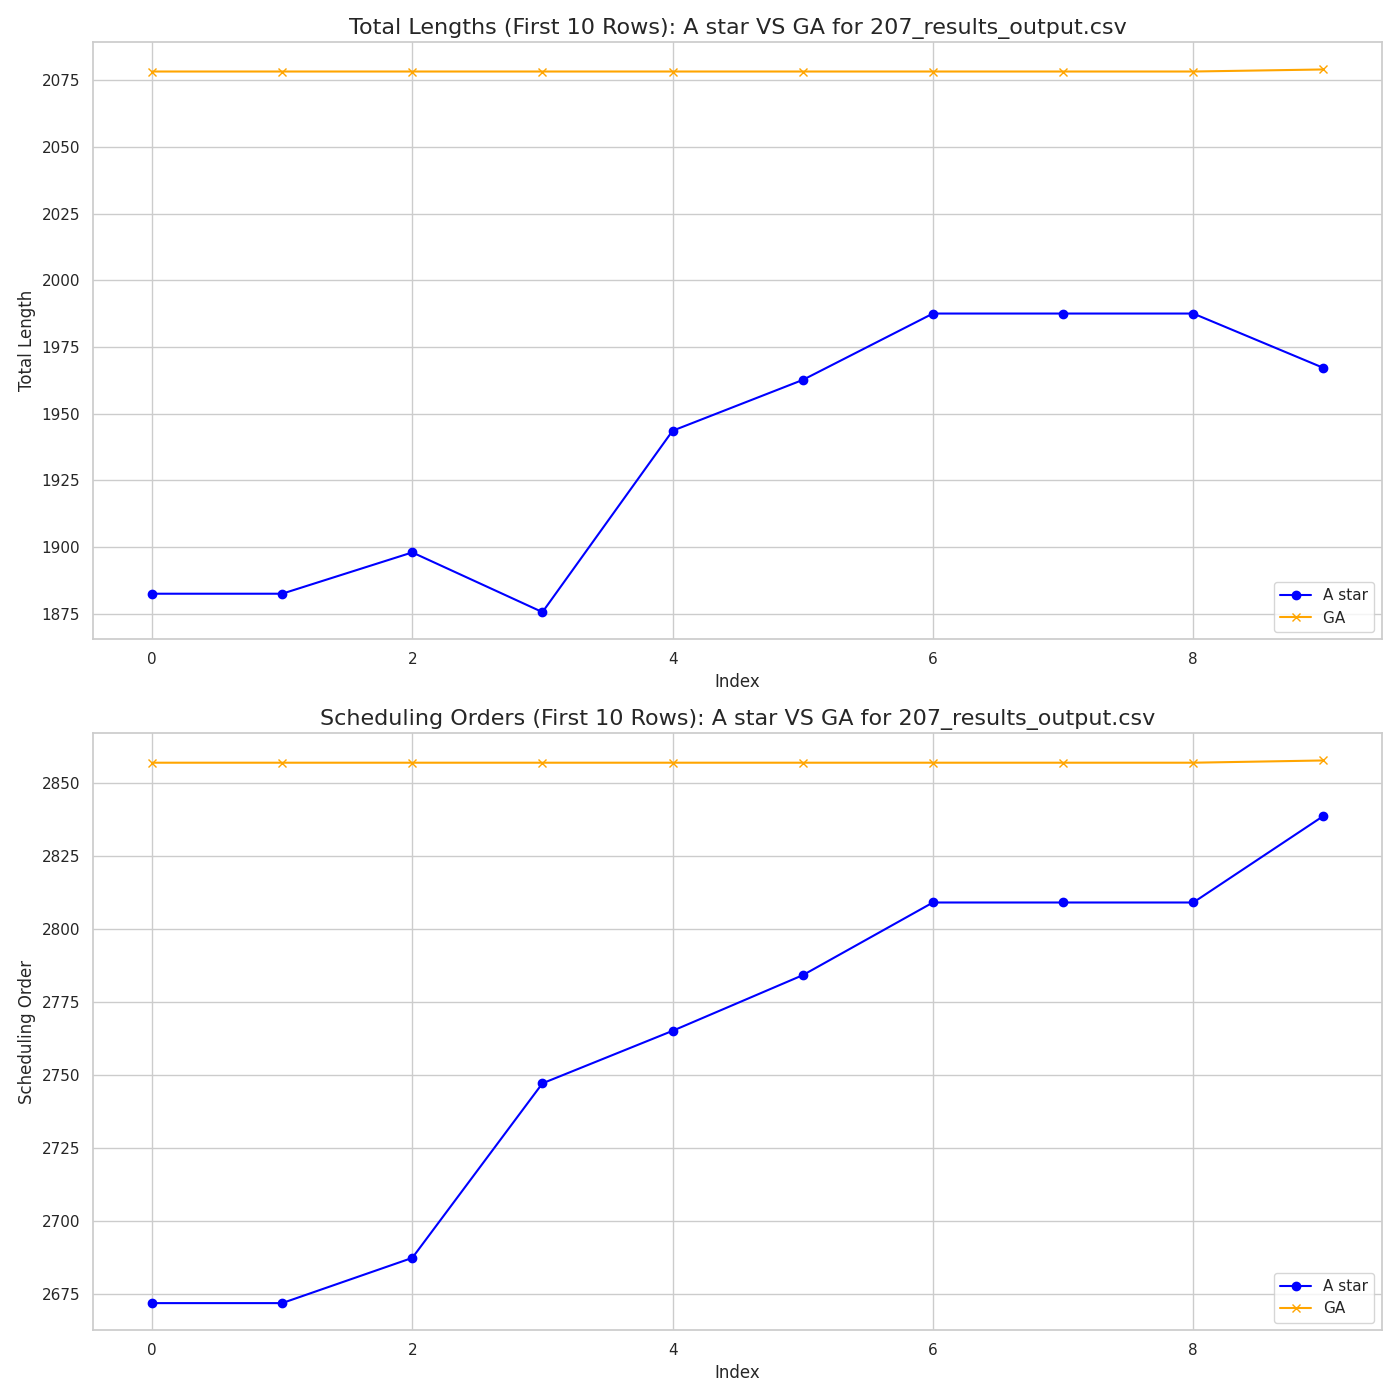 Total Lengths (First 10 Rows): A star VS GA for 207_results_output.csv
Total Length
2075
2050
2025
2000
1975
1950
1925
1900
1875
A star
GA
0 2 4 6 8
Index
Scheduling Orders (First 10 Rows): A star VS GA for 207_results_output.csv
Scheduling Order
2850
2825
2800
2775
2750
2725
2700
2675
A star
GA
0 2 4 6 8
Index